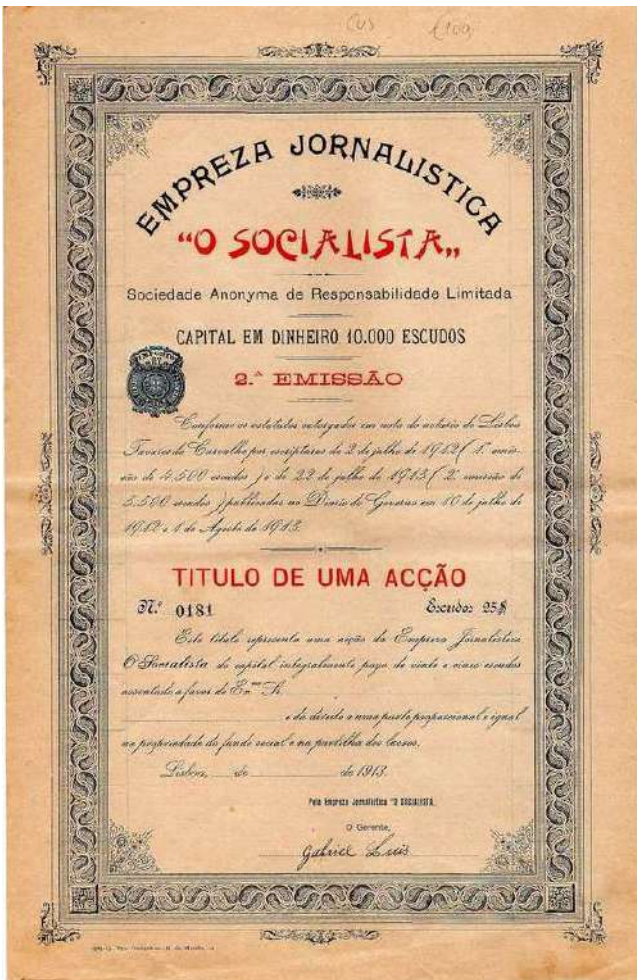 EMPREZA JORNALISTICA
"O SOCIALISTA"
Sociedade Anonyma de Responsabilidade Limitada
CAPITAL EM DINHEIRO 10.000 ESCUDOS
2.ª EMISSÃO
Conforme os estatutos outorgados em nota do notario de Lisboa
Tavares de Carvalho por escripturas de 2 de julho de 1912 (1.ª emis-
são de 4.500 escudos) e de 22 de julho de 1913 (2.ª emissão de
5.500 escudos) publicadas no Diario do Governo em 10 de julho de
1912 e 1 de Agosto de 1913.
TITULO DE UMA ACÇÃO
N.º 0181 Escudos 25$
Este titulo representa uma acção da Empreza Jornalistica
O Socialista do capital integralmente pago de vinte e cinco escudos
assentado a favor de Ex.mo Sr.
e dá direito a uma parte proporcional e igual
na propriedade do fundo social e na partilha dos lucros.
Lisboa, de de 1913.
Pela Empreza Jornalistica "O SOCIALISTA,
O Gerente,
Gabriel Luis